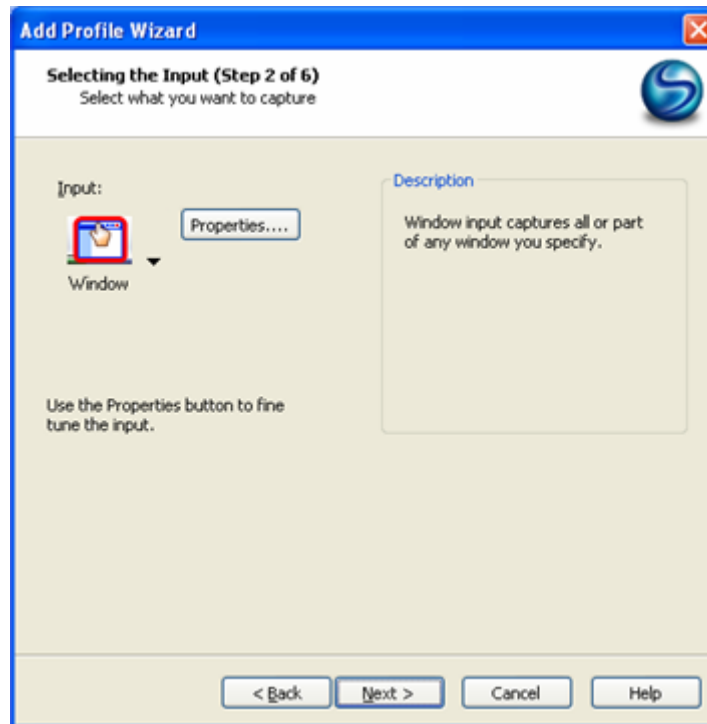 Add Profile Wizard
Selecting the Input (Step 2 of 6)
Select what you want to capture
Input:
Properties....
Window
Description
Window input captures all or part
of any window you specify.
Use the Properties button to fine
tune the input.
< Back
Next >
Cancel
Help